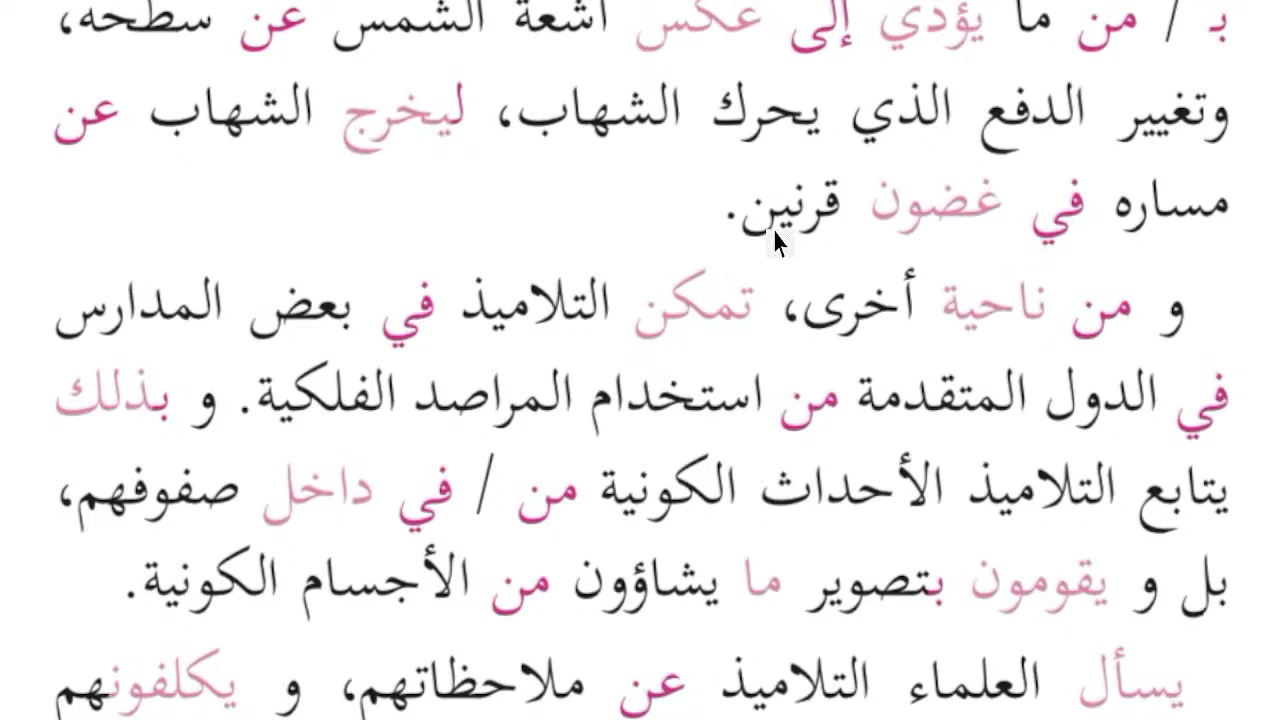 بـ / من ما يؤدي إلى عكس أشعة الشمس عن سطحه،
وتغيير الدفع الذي يحرك الشهاب، ليخرج الشهاب عن
مساره في غضون قرنين.
و من ناحية أخرى، تمكن التلاميذ في بعض المدارس
في الدول المتقدمة من استخدام المراصد الفلكية. و بذلك
يتابع التلاميذ الأحداث الكونية من / في داخل صفوفهم،
بل و يقومون بتصوير ما يشاؤون من الأجسام الكونية.
يسأل العلماء التلاميذ عن ملاحظاتهم، و يكلفونهم